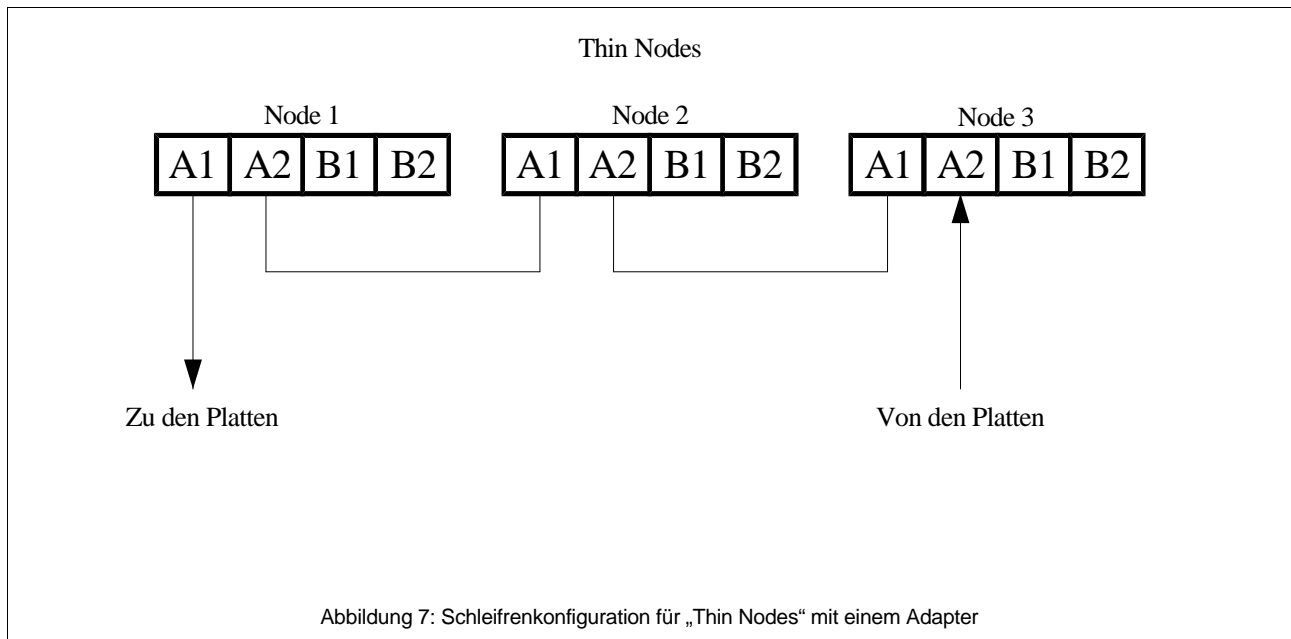 Thin Nodes
Node 1 Node 2 Node 3
A1 A2 B1 B2 A1 A2 B1 B2 A1 A2 B1 B2
Zu den Platten Von den Platten
Abbildung 7: Schleifrenkonfiguration für „Thin Nodes“ mit einem Adapter